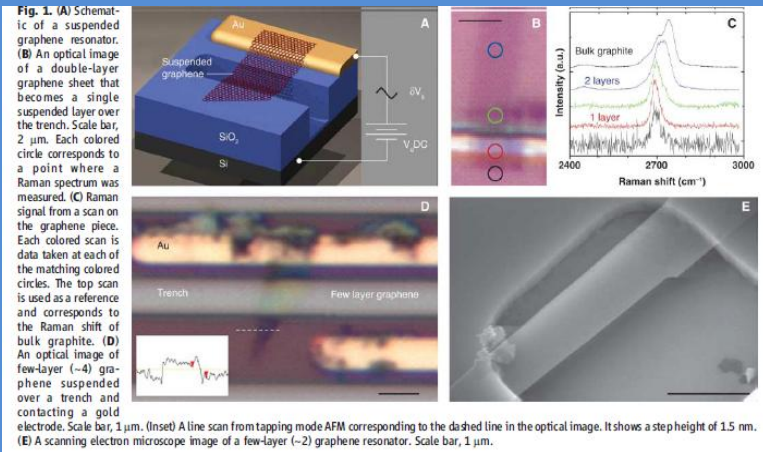 Fig. 1. (A) Schemat-
ic of a suspended
graphene resonator.
(B) An optical image
of a double-layer
graphene sheet that
becomes a single
suspended layer over
the trench. Scale bar,
2 μm. Each colored
circle corresponds to
a point where a
Raman spectrum was
measured. (C) Raman
signal from a scan on
the graphene piece.
Each colored scan is
data taken at each of
the matching colored
circles. The top scan
is used as a reference
and corresponds to
the Raman shift of
bulk graphite. (D)
An optical image of
few-layer (~4) gra-
phene suspended
over a trench and
contacting a gold
electrode. Scale bar, 1 μm. (Inset) A line scan from tapping mode AFM corresponding to the dashed line in the optical image. It shows a step height of 1.5 nm.
(E) A scanning electron microscope image of a few-layer (~2) graphene resonator. Scale bar, 1 μm.
A
Au
Suspended
graphene
δVg
VgDC
SiO2
Si
B
C
Intensity (a.u.)
Bulk graphite
2 layers
1 layer
2400 2700 3000
Raman shift (cm⁻¹)
D
Au
Trench
Few layer graphene
E